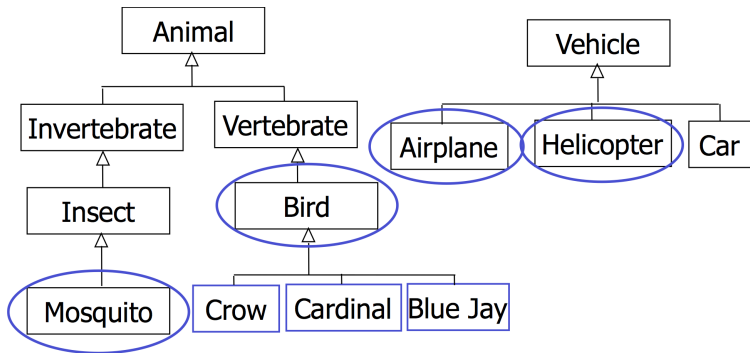 Animal
Vehicle
Invertebrate
Vertebrate
Airplane
Helicopter
Car
Insect
Bird
Mosquito
Crow
Cardinal
Blue Jay